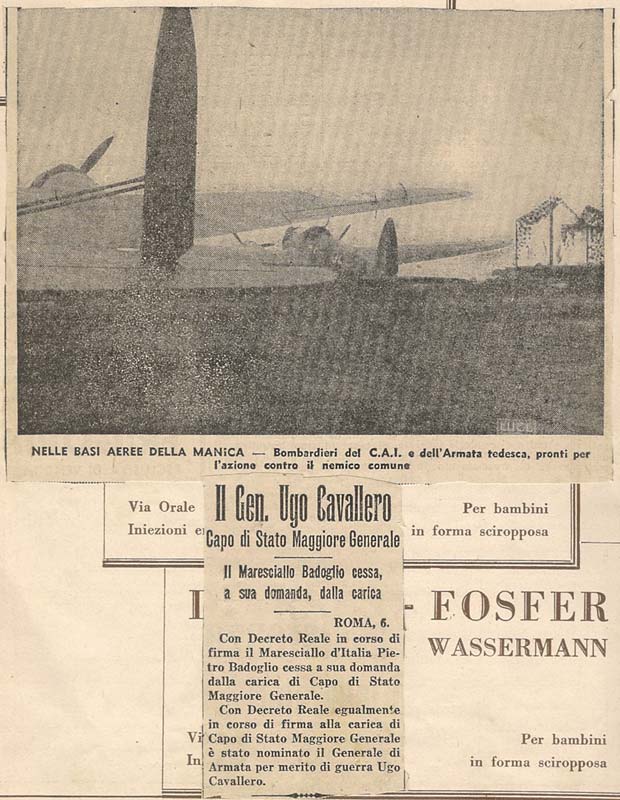 LUCE
NELLE BASI AEREE DELLA MANICA — Bombardieri del C.A.I. e dell'Armata tedesca, pronti per
l'azione contro il nemico comune
Via Orale
Iniezioni
Per bambini
in forma sciropposa
Il Gen. Ugo Cavallero
Capo di Stato Maggiore Generale
Il Maresciallo Badoglio cessa,
a sua domanda, dalla carica
ROMA, 6.
Con Decreto Reale in corso di
firma il Maresciallo d'Italia Pie-
tro Badoglio cessa a sua domanda
dalla carica di Capo di Stato
Maggiore Generale.
Con Decreto Reale egualmente
in corso di firma alla carica di
Capo di Stato Maggiore Generale
è stato nominato il Generale di
Armata per merito di guerra Ugo
Cavallero.
- FOSFER
WASSERMANN
Per bambini
in forma sciropposa